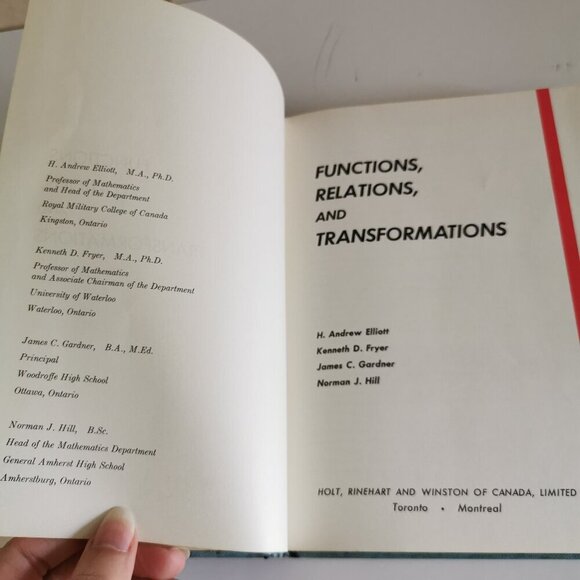 H. Andrew Elliott, M.A., Ph.D.
Professor of Mathematics
and Head of the Department
Royal Military College of Canada
Kingston, Ontario
Kenneth D. Fryer, M.A., Ph.D.
Professor of Mathematics
and Associate Chairman of the Department
University of Waterloo
Waterloo, Ontario
James C. Gardner, B.A., M.Ed.
Principal
Woodroffe High School
Ottawa, Ontario
Norman J. Hill, B.Sc.
Head of the Mathematics Department
General Amherst High School
Amherstburg, Ontario
FUNCTIONS,
RELATIONS,
AND
TRANSFORMATIONS
H. Andrew Elliott
Kenneth D. Fryer
James C. Gardner
Norman J. Hill
HOLT, RINEHART AND WINSTON OF CANADA, LIMITED
Toronto • Montreal